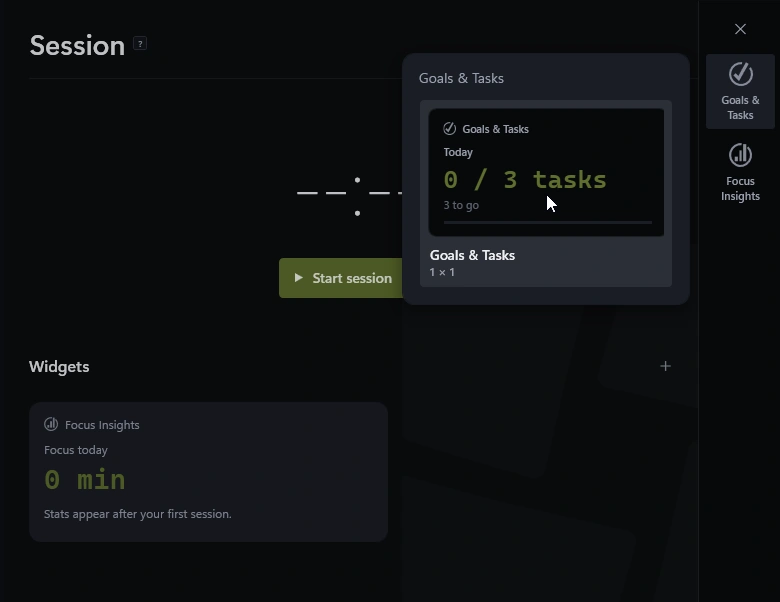 Session ?
Goals & Tasks
Goals & Tasks
Today
0 / 3 tasks
3 to go
Goals & Tasks
1 × 1
Start session
Widgets +
Focus Insights
Focus today
0 min
Stats appear after your first session.
Goals &
Tasks
Focus
Insights